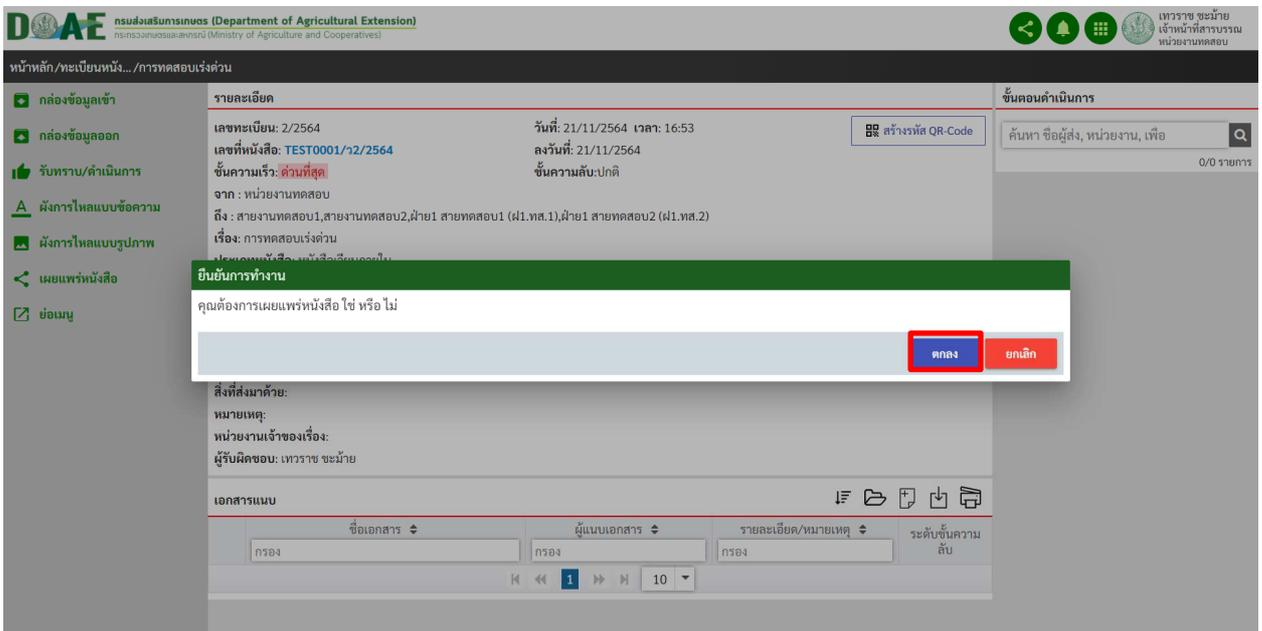 DOAE
กรมส่งเสริมการเกษตร (Department of Agricultural Extension)
กระทรวงเกษตรและสหกรณ์ (Ministry of Agriculture and Cooperatives)
เทวราช ชะม้าย
เจ้าหน้าที่สารบรรณ
หน่วยงานทดสอบ
หน้าหลัก/ทะเบียนหนัง.../การทดสอบเร่งด่วน
กล่องข้อมูลเข้า
กล่องข้อมูลออก
รับทราบ/ดำเนินการ
ผังการไหลแบบข้อความ
ผังการไหลแบบรูปภาพ
เผยแพร่หนังสือ
ย่อเมนู
รายละเอียด
เลขทะเบียน: 2/2564 วันที่: 21/11/2564 เวลา: 16:53
สร้างรหัส QR-Code
เลขที่หนังสือ: TEST0001/ว2/2564 ลงวันที่: 21/11/2564
ชั้นความเร็ว: ด่วนที่สุด ชั้นความลับ:ปกติ
จาก : หน่วยงานทดสอบ
ถึง : สายงานทดสอบ1,สายงานทดสอบ2,ฝ่าย1 สายทดสอบ1 (ฝ1.ทส.1),ฝ่าย1 สายทดสอบ2 (ฝ1.ทส.2)
เรื่อง: การทดสอบเร่งด่วน
ประเภทหนังสือ: หนังสือเวียนภายใน
ขั้นตอนดำเนินการ
ค้นหา ชื่อผู้ส่ง, หน่วยงาน, เพื่อ
0/0 รายการ
ยืนยันการทำงาน
คุณต้องการเผยแพร่หนังสือ ใช่ หรือ ไม่
ตกลง ยกเลิก
สิ่งที่ส่งมาด้วย:
หมายเหตุ:
หน่วยงานเจ้าของเรื่อง:
ผู้รับผิดชอบ: เทวราช ชะม้าย
เอกสารแนบ
ชื่อเอกสาร ผู้แนบเอกสาร รายละเอียด/หมายเหตุ ระดับชั้นความลับ
กรอง กรอง กรอง
1 10